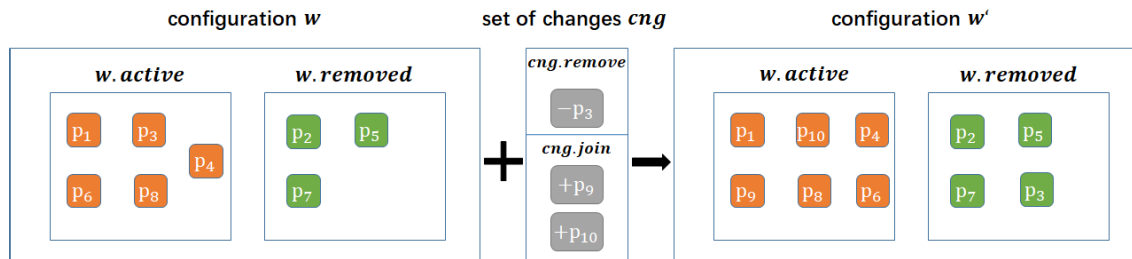 configuration w
set of changes cng
configuration w‘
w.active
w.removed
cng.remove
w.active
w.removed
p₁
p₃
p₄
p₆
p₈
p₂
p₅
p₇
−p₃
cng.join
+p₉
+p₁₀
p₁
p₁₀
p₄
p₉
p₈
p₆
p₂
p₅
p₇
p₃